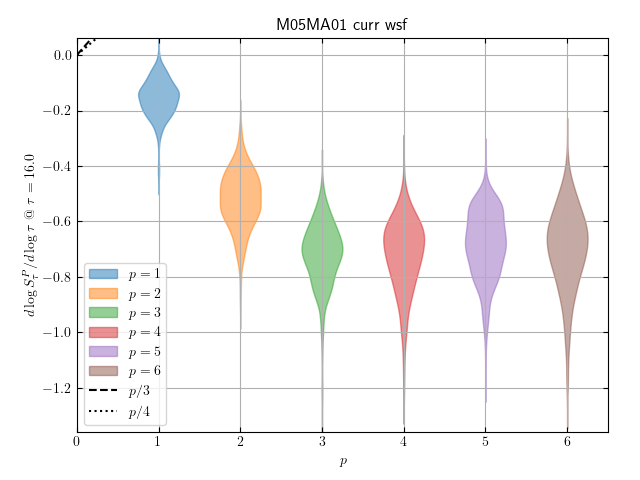 M05MA01 curr wsf
d log S_τ^p / d log τ @ τ = 16.0
0.0
−0.2
−0.4
−0.6
−0.8
−1.0
−1.2
p = 1
p = 2
p = 3
p = 4
p = 5
p = 6
p/3
p/4
0 1 2 3 4 5 6
p